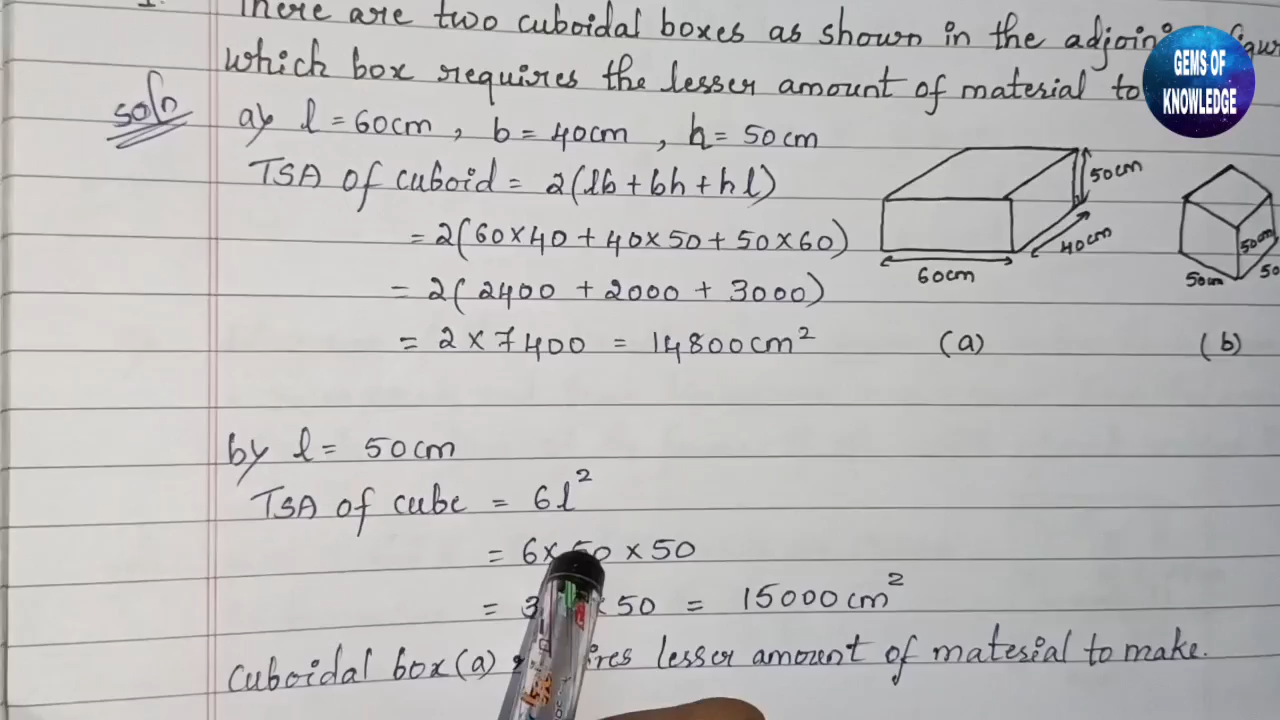 There are two cuboidal boxes as shown in the adjoining
which box requires the lesser amount of material to
GEMS OF
KNOWLEDGE
soln
a) l = 60cm , b = 40cm , h = 50cm
TSA of cuboid = 2(lb + bh + hl)
= 2(60×40 + 40×50 + 50×60)
= 2(2400 + 2000 + 3000)
= 2 × 7400 = 14800cm²
50cm
40cm
60cm
(a)
50cm
50cm
50
(b)
b) l = 50cm
TSA of cube = 6l²
= 6×50×50
= 3 ×50 = 15000cm²
cuboidal box(a) lesser amount of material to make.